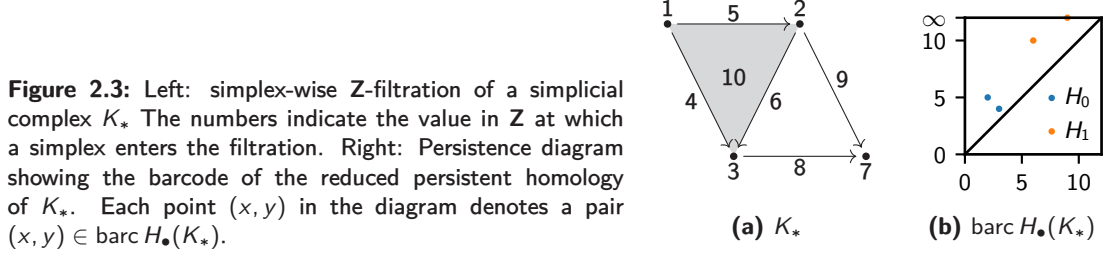 Figure 2.3: Left: simplex-wise Z-filtration of a simplicial
complex K∗ The numbers indicate the value in Z at which
a simplex enters the filtration. Right: Persistence diagram
showing the barcode of the reduced persistent homology
of K∗. Each point (x, y) in the diagram denotes a pair
(x, y) ∈ barc H•(K∗).
1 5 2
4 10 6 9
3 8 7
(a) K∗
∞
10
5
0
H0
H1
0 5 10
(b) barc H•(K∗)